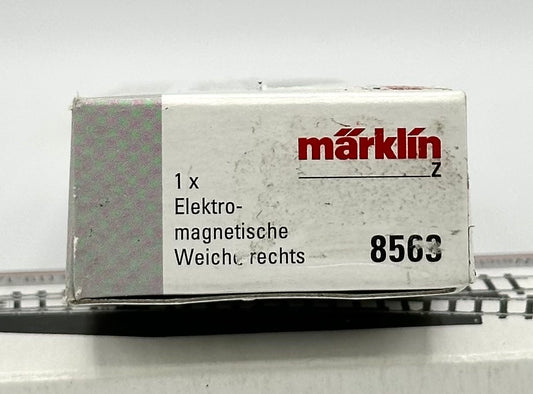 märklin
Z
1 x
Elektro-
magnetische
Weiche rechts
8563